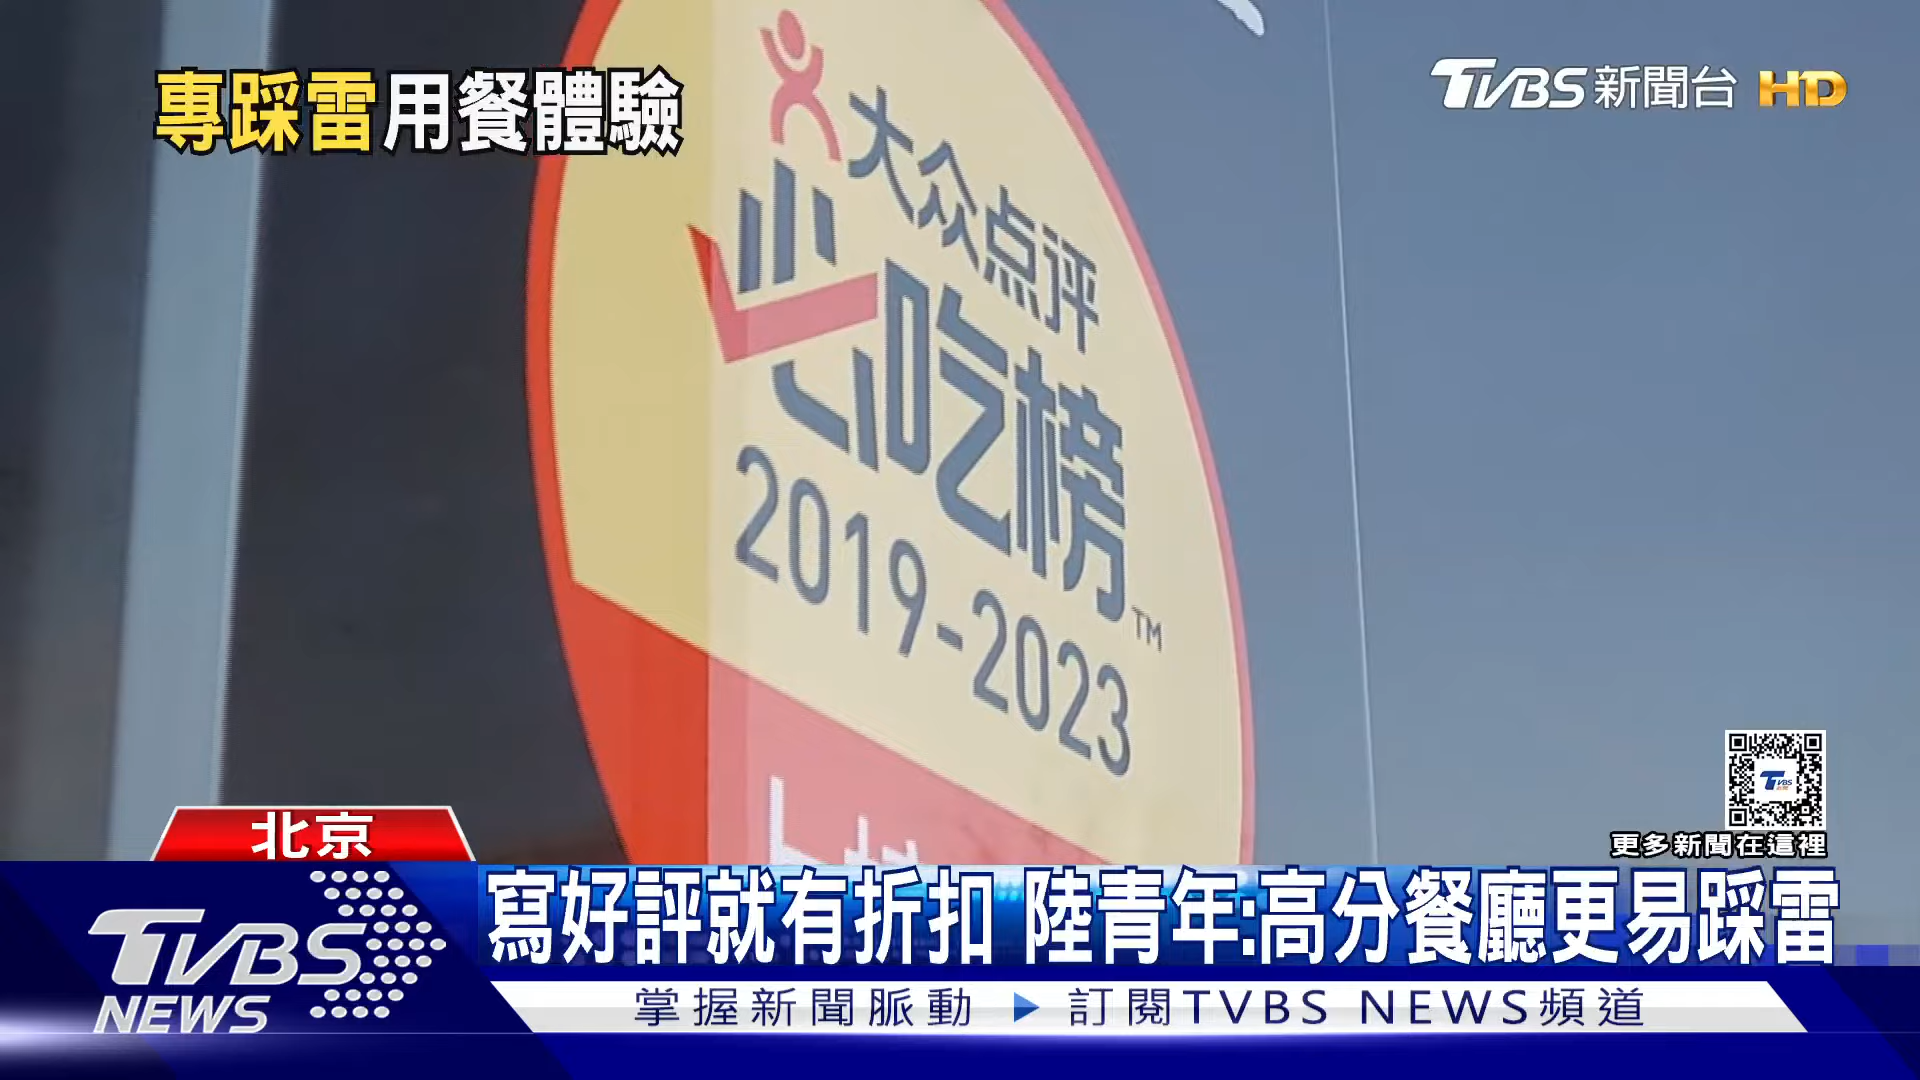 專踩雷用餐體驗
TVBS新聞台 HD
大众点评
必吃榜
2019-2023
TM
更多新聞在這裡
北京
寫好評就有折扣 陸青年:高分餐廳更易踩雷
TVBS
NEWS
掌握新聞脈動 ▶ 訂閱TVBS NEWS頻道